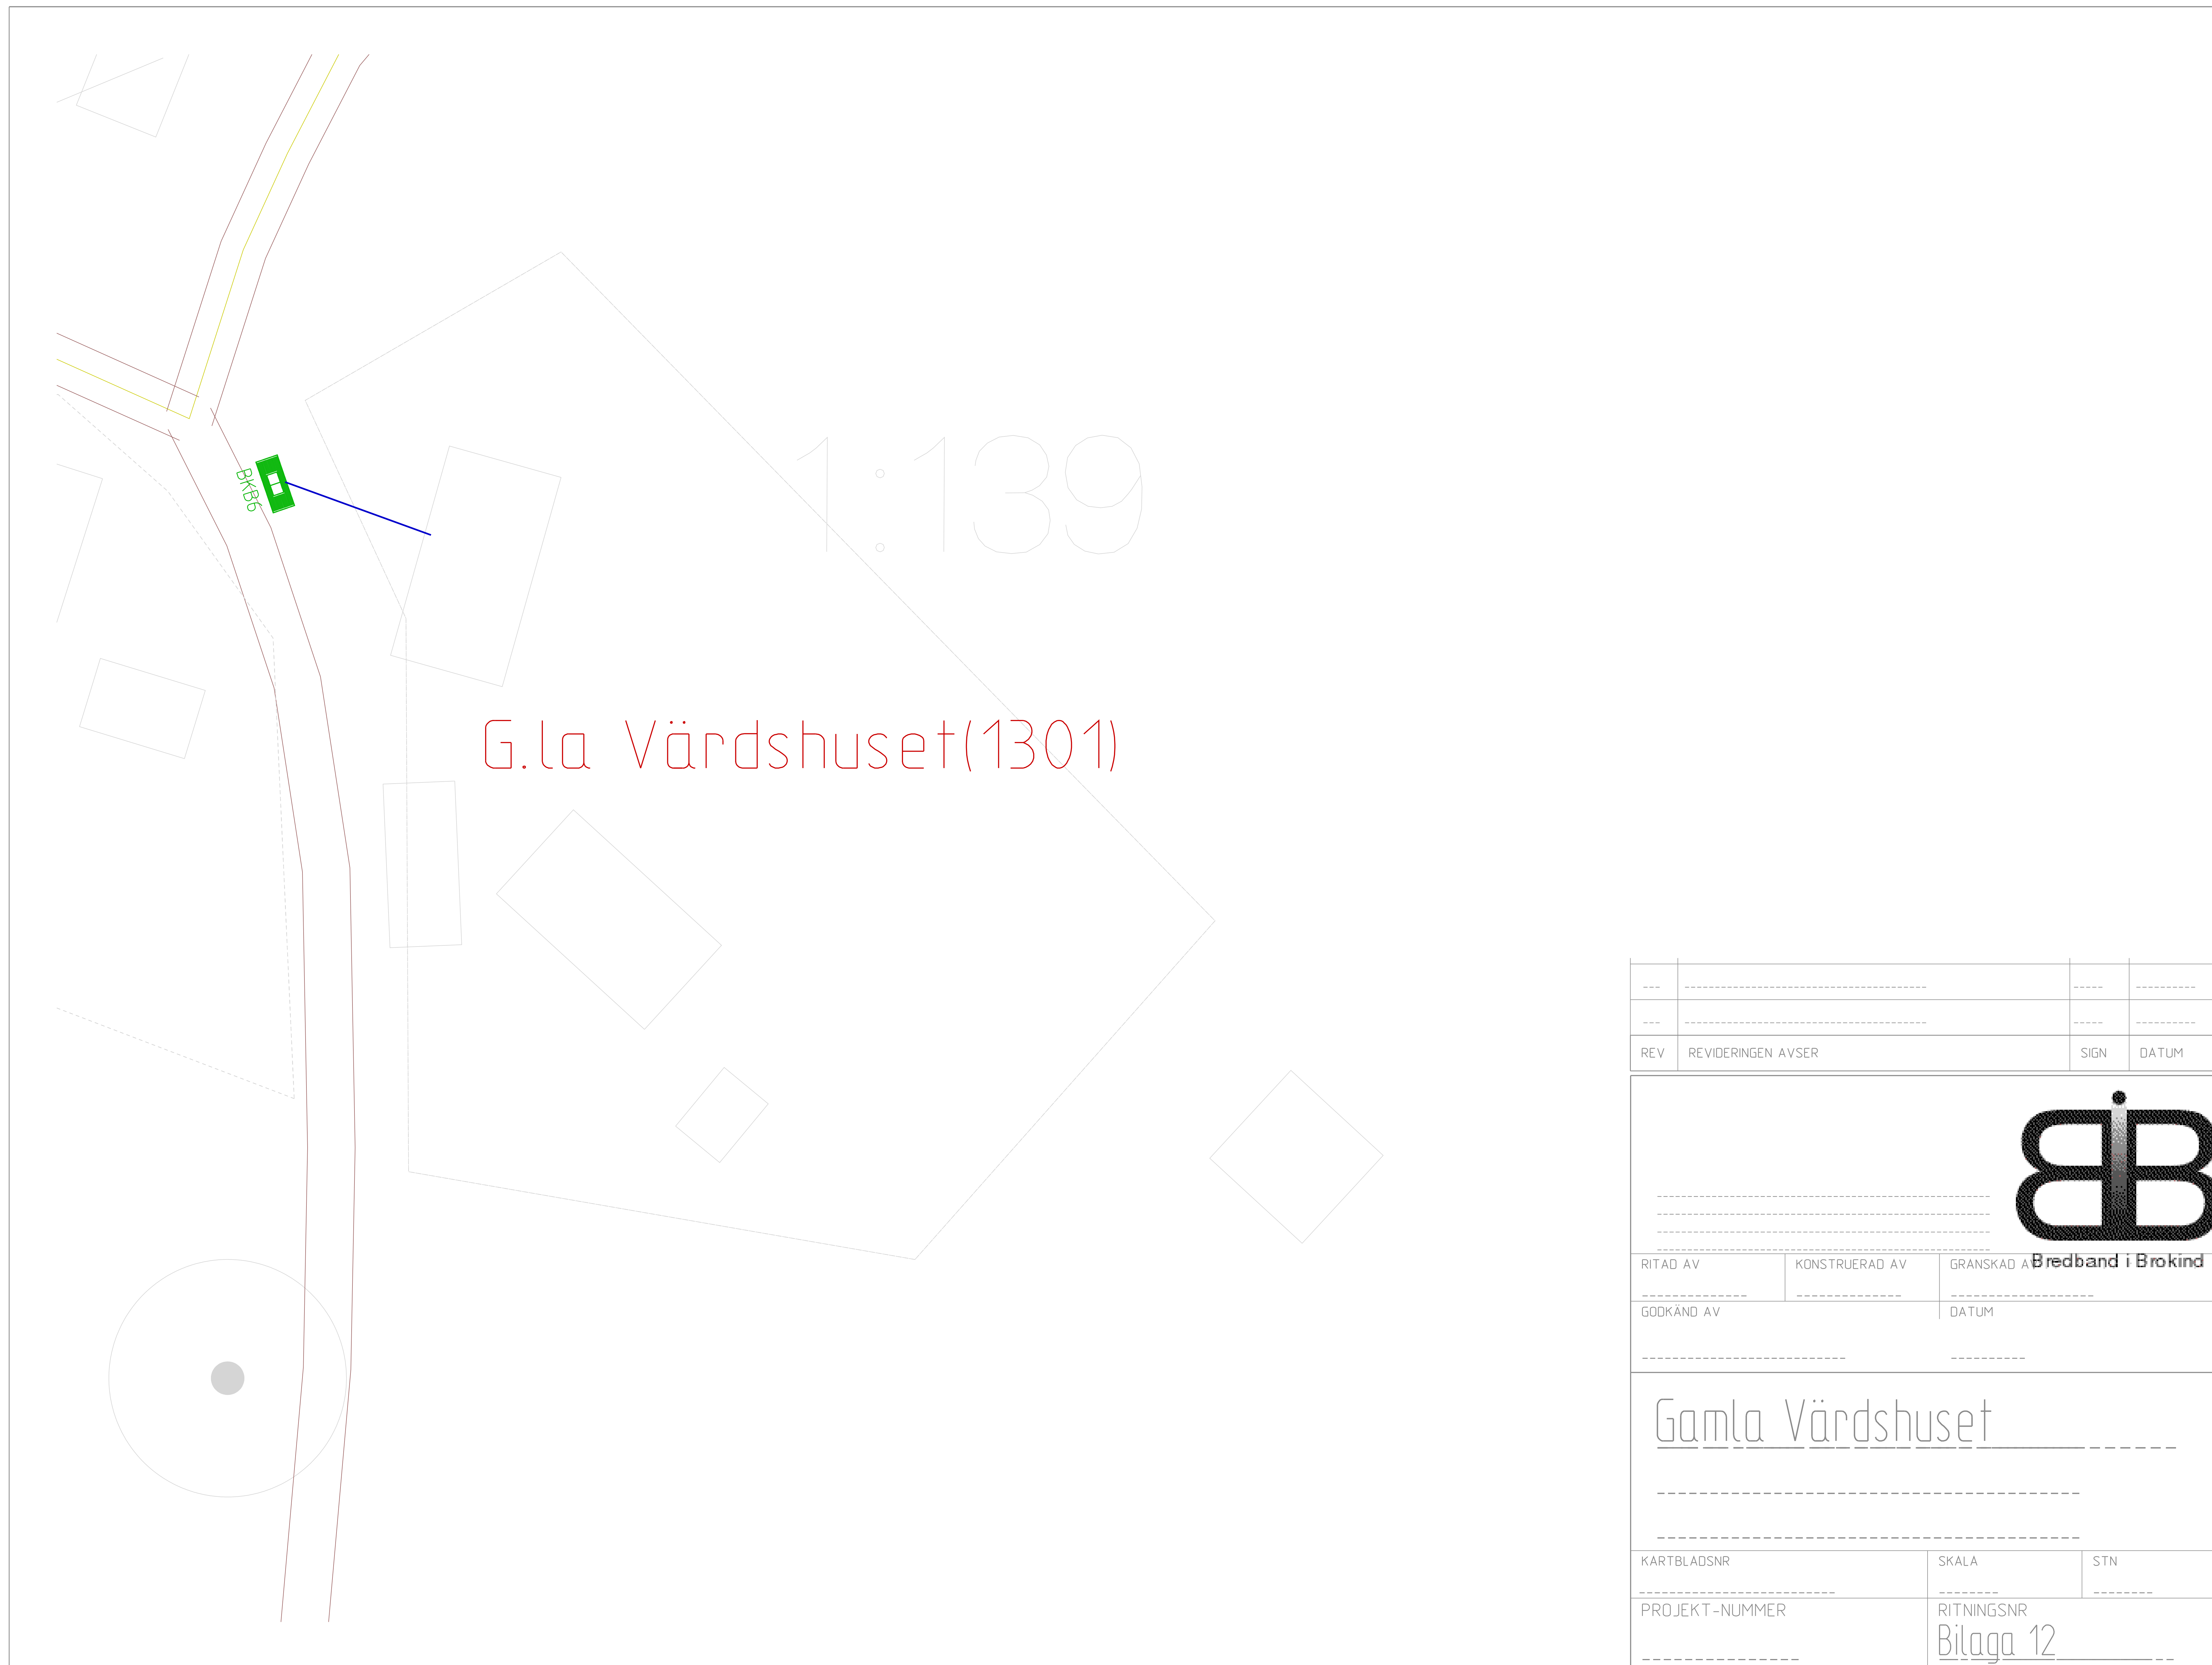 BKB6
1:139
G.la Värdshuset(1301)
REV REVIDERINGEN AVSER SIGN DATUM
Bredband i Brokind
RITAD AV KONSTRUERAD AV GRANSKAD AV
GODKÄND AV DATUM
Gamla Värdshuset
KARTBLADSNR SKALA STN
PROJEKT-NUMMER RITNINGSNR
Bilaga 12